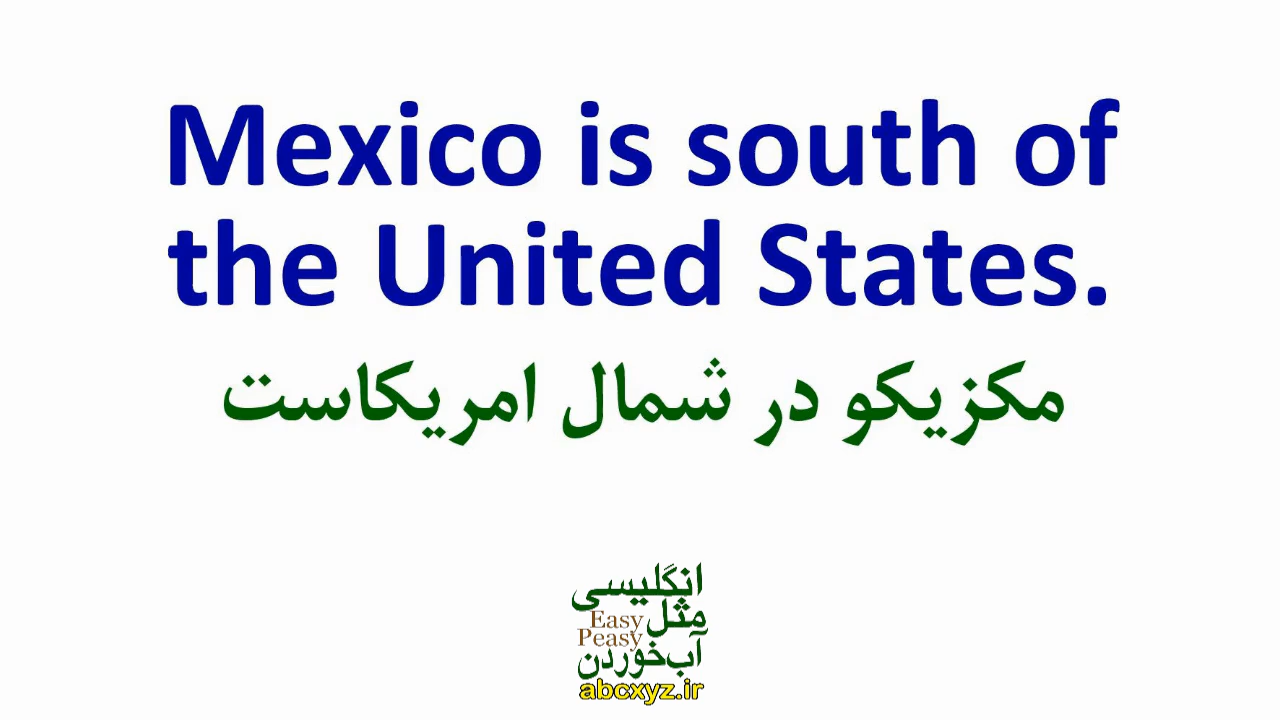 Mexico is south of
the United States.
مکزیکو در شمال امریکاست
انگلیسی
مثل
Easy
Peasy
آب‌خوردن
abcxyz.ir